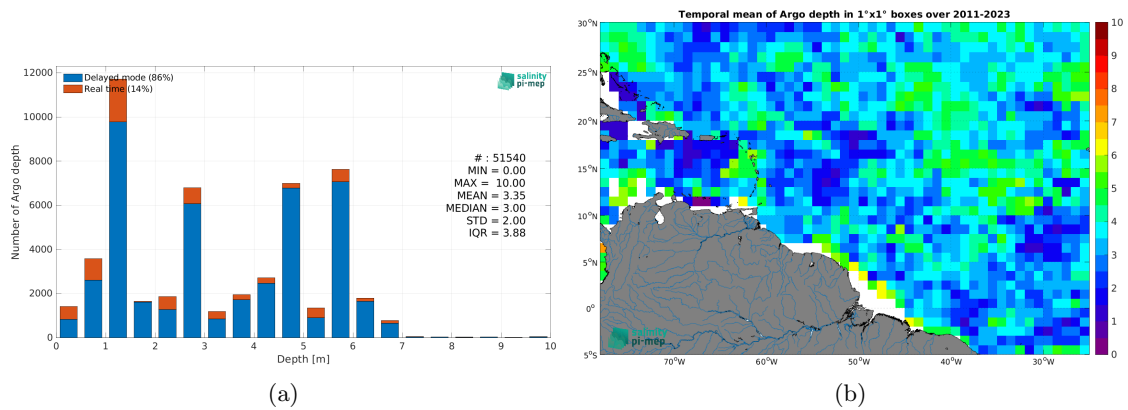 12000
10000
8000
6000
4000
2000
0
Number of Argo depth
Delayed mode (86%)
Real time (14%)
salinity
pi-mep
# : 51540
MIN = 0.00
MAX = 10.00
MEAN = 3.35
MEDIAN = 3.00
STD = 2.00
IQR = 3.88
0 1 2 3 4 5 6 7 8 9 10
Depth [m]
(a)
Temporal mean of Argo depth in 1°x1° boxes over 2011-2023
30°N
25°N
20°N
15°N
10°N
5°N
0°
5°S
70°W 60°W 50°W 40°W 30°W
salinity
pi-mep
10
9
8
7
6
5
4
3
2
1
0
(b)